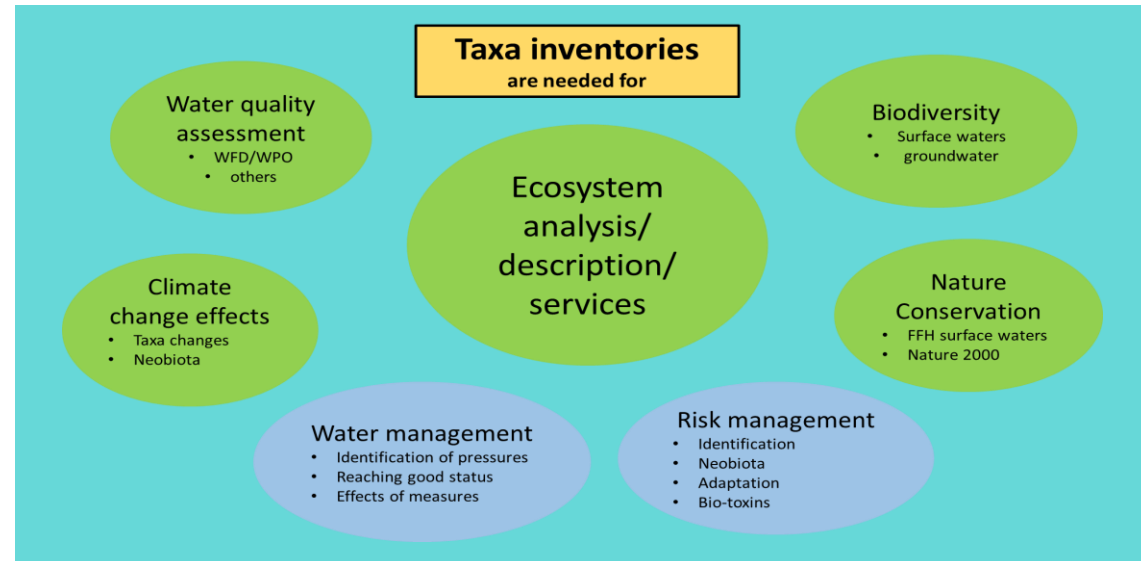 Taxa inventories
are needed for
Water quality
assessment
• WFD/WPO
• others
Biodiversity
• Surface waters
• groundwater
Ecosystem
analysis/
description/
services
Climate
change effects
• Taxa changes
• Neobiota
Nature
Conservation
• FFH surface waters
• Nature 2000
Water management
• Identification of pressures
• Reaching good status
• Effects of measures
Risk management
• Identification
• Neobiota
• Adaptation
• Bio-toxins